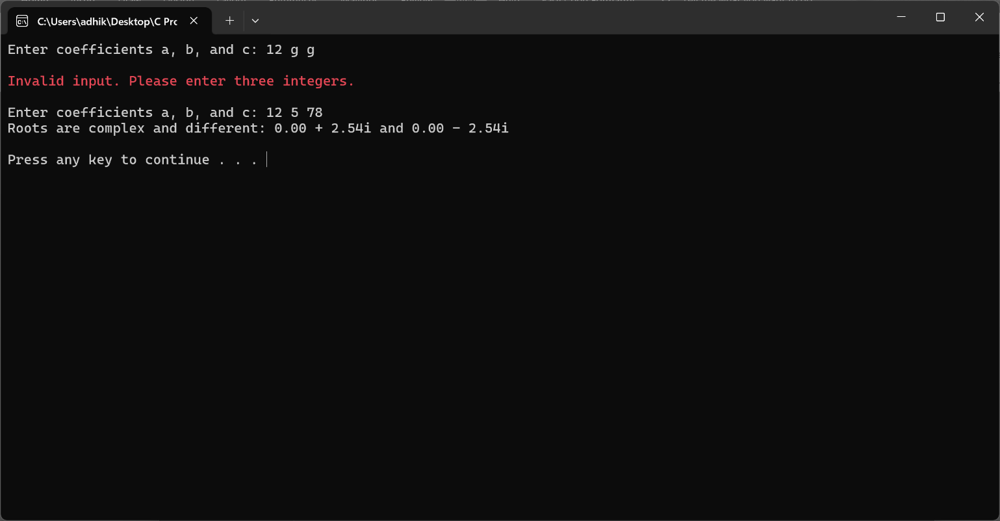 C:\Users\adhik\Desktop\C Prc
Enter coefficients a, b, and c: 12 g g
Invalid input. Please enter three integers.
Enter coefficients a, b, and c: 12 5 78
Roots are complex and different: 0.00 + 2.54i and 0.00 - 2.54i
Press any key to continue . . .